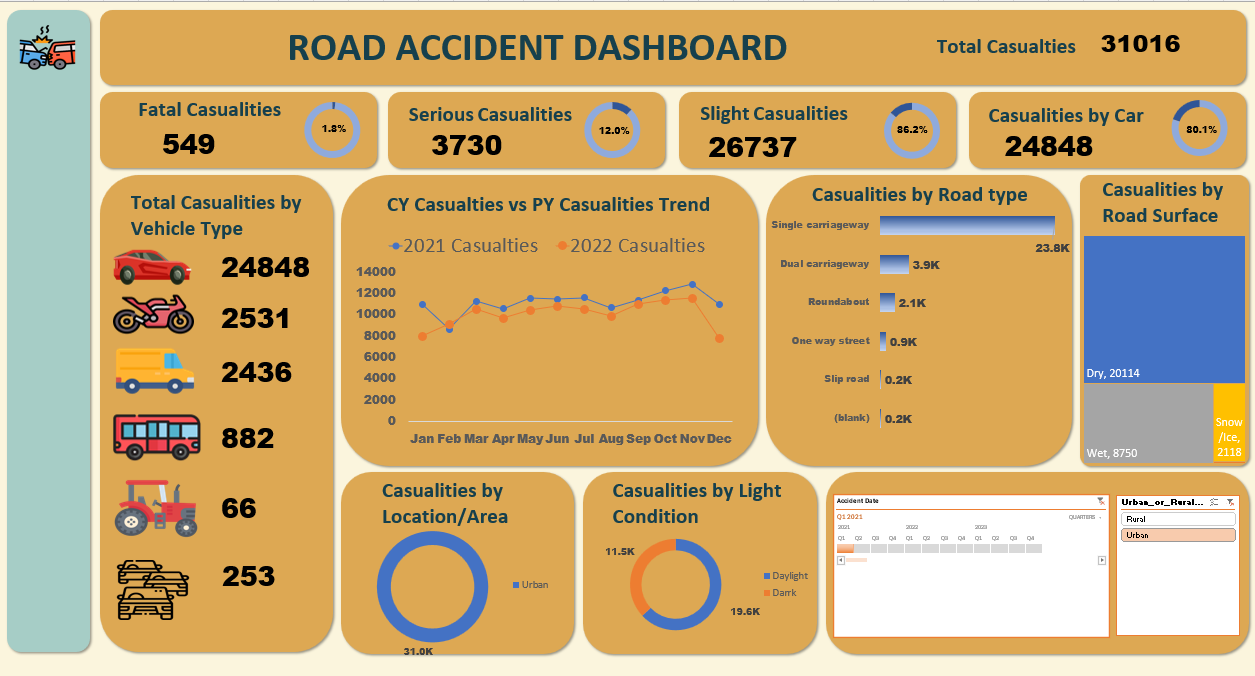 ROAD ACCIDENT DASHBOARD
Total Casualties 31016
Fatal Casualities
549
1.8%
Serious Casualities
3730
12.0%
Slight Casualities
26737
86.2%
Casualities by Car
24848
80.1%
Total Casualities by
Vehicle Type
24848
2531
2436
882
66
253
CY Casualties vs PY Casualities Trend
2021 Casualties 2022 Casualties
14000
12000
10000
8000
6000
4000
2000
0
Jan Feb Mar Apr May Jun Jul Aug Sep Oct Nov Dec
Casualities by Road type
Single carriageway
23.8K
Dual carriageway 3.9K
Roundabout 2.1K
One way street 0.9K
Slip road 0.2K
(blank) 0.2K
Casualities by
Road Surface
Dry, 20114
Wet, 8750
Snow
/Ice,
2118
Casualities by
Location/Area
Urban
31.0K
Casualities by Light
Condition
11.5K
Daylight
Darrk
19.6K
Accident Date
Q1 2021 QUARTERS
2021 2022 2023
Q1 Q2 Q3 Q4 Q1 Q2 Q3 Q4 Q1 Q2 Q3 Q4
Urban_or_Rural...
Rural
Urban